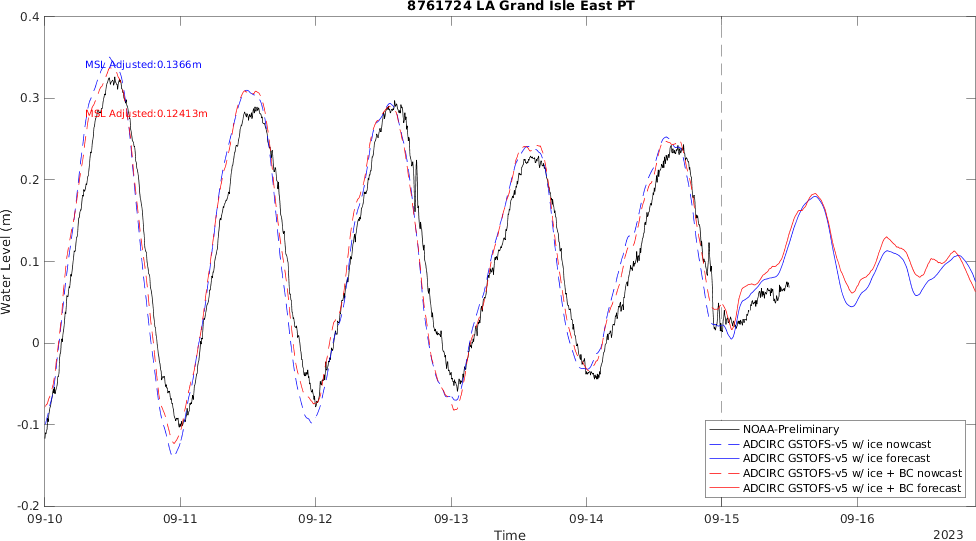 8761724 LA Grand Isle East PT
0.4
MSL Adjusted:0.1366m
0.3
MSL Adjusted:0.12413m
0.2
Water Level (m)
0.1
0
-0.1
NOAA-Preliminary
ADCIRC GSTOFS-v5 w/ ice nowcast
ADCIRC GSTOFS-v5 w/ ice forecast
ADCIRC GSTOFS-v5 w/ ice + BC nowcast
ADCIRC GSTOFS-v5 w/ ice + BC forecast
-0.2
09-10 09-11 09-12 09-13 09-14 09-15 09-16
Time
2023